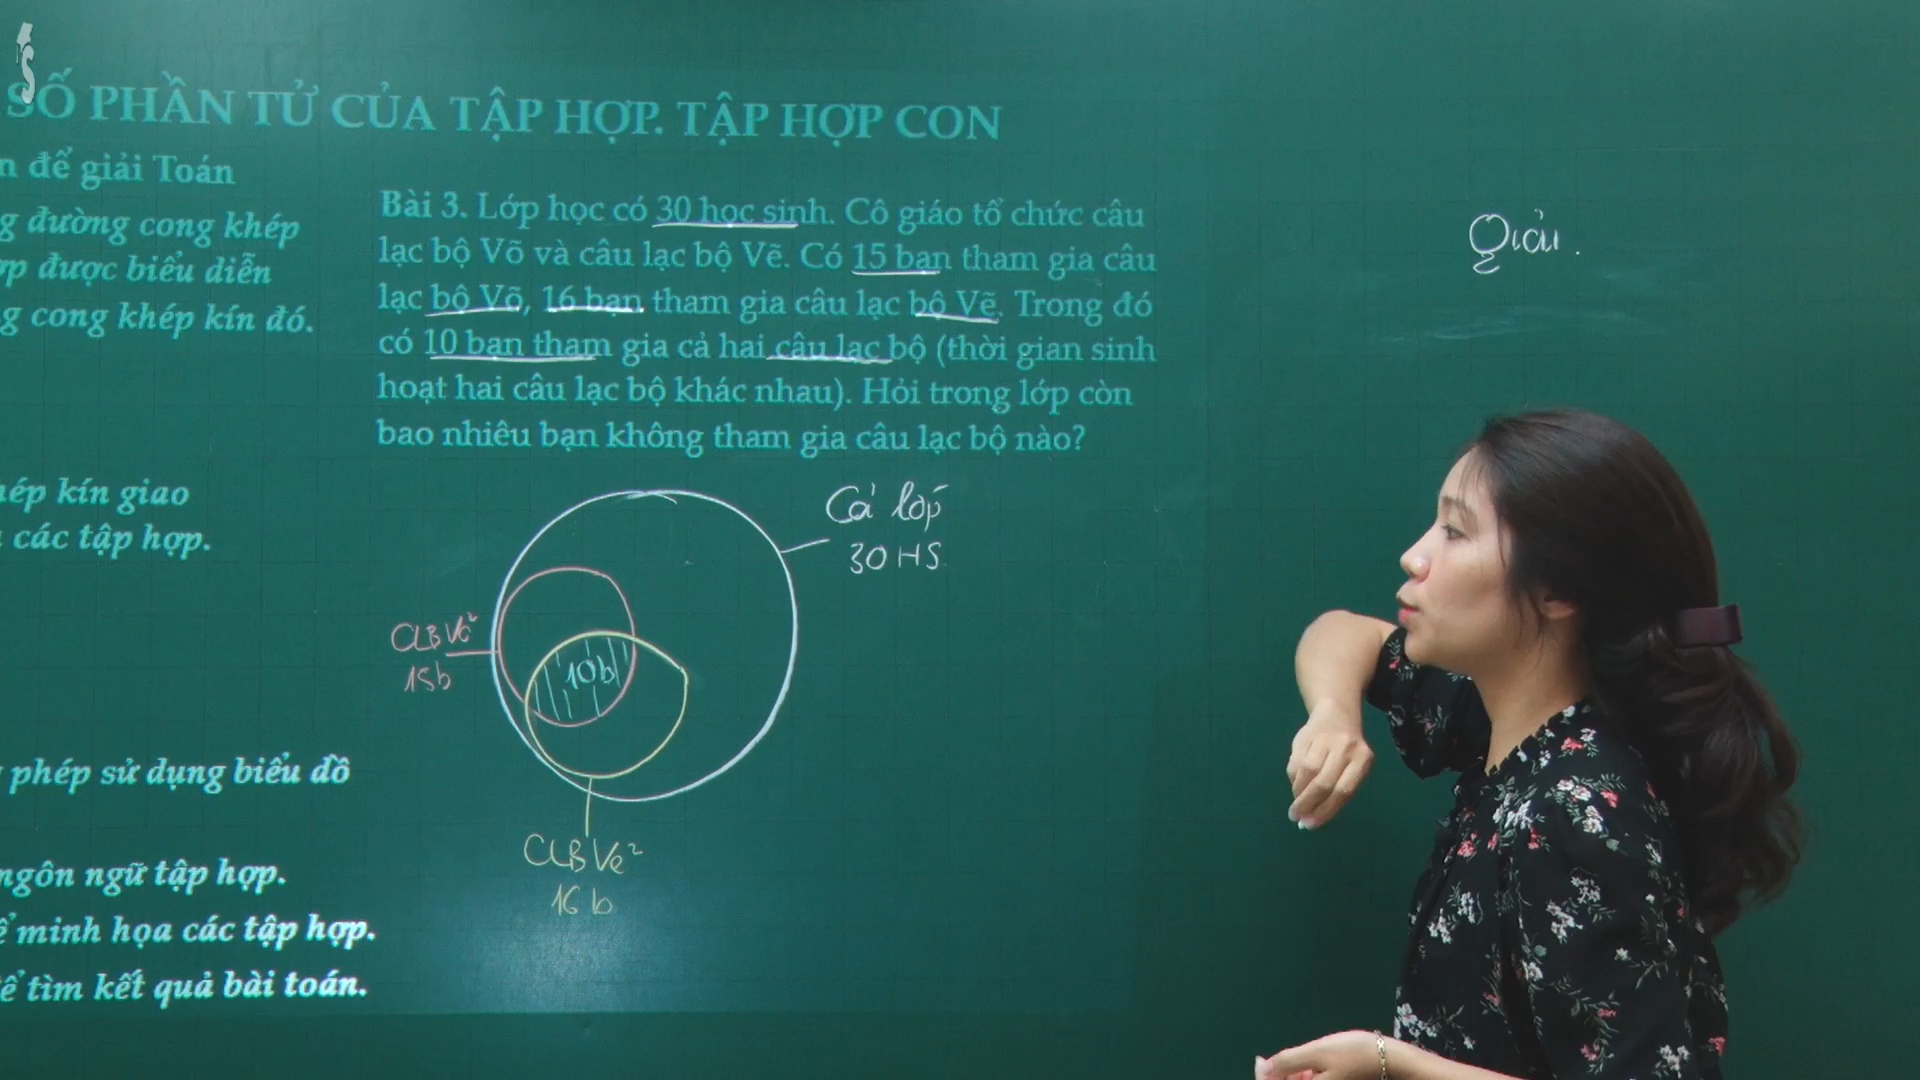 SỐ PHẦN TỬ CỦA TẬP HỢP. TẬP HỢP CON
n để giải Toán
g đường cong khép
ợp được biểu diễn
g cong khép kín đó.
hép kín giao
các tập hợp.
phép sử dụng biểu đồ
ngôn ngữ tập hợp.
ể minh họa các tập hợp.
ể tìm kết quả bài toán.
Bài 3. Lớp học có 30 học sinh. Cô giáo tổ chức câu
lạc bộ Võ và câu lạc bộ Vẽ. Có 15 bạn tham gia câu
lạc bộ Võ, 16 bạn tham gia câu lạc bộ Vẽ. Trong đó
có 10 bạn tham gia cả hai câu lạc bộ (thời gian sinh
hoạt hai câu lạc bộ khác nhau). Hỏi trong lớp còn
bao nhiêu bạn không tham gia câu lạc bộ nào?
Cả lớp
30 HS
CLB Võ
15b
10b
CLB Vẽ
16 b
Giải.